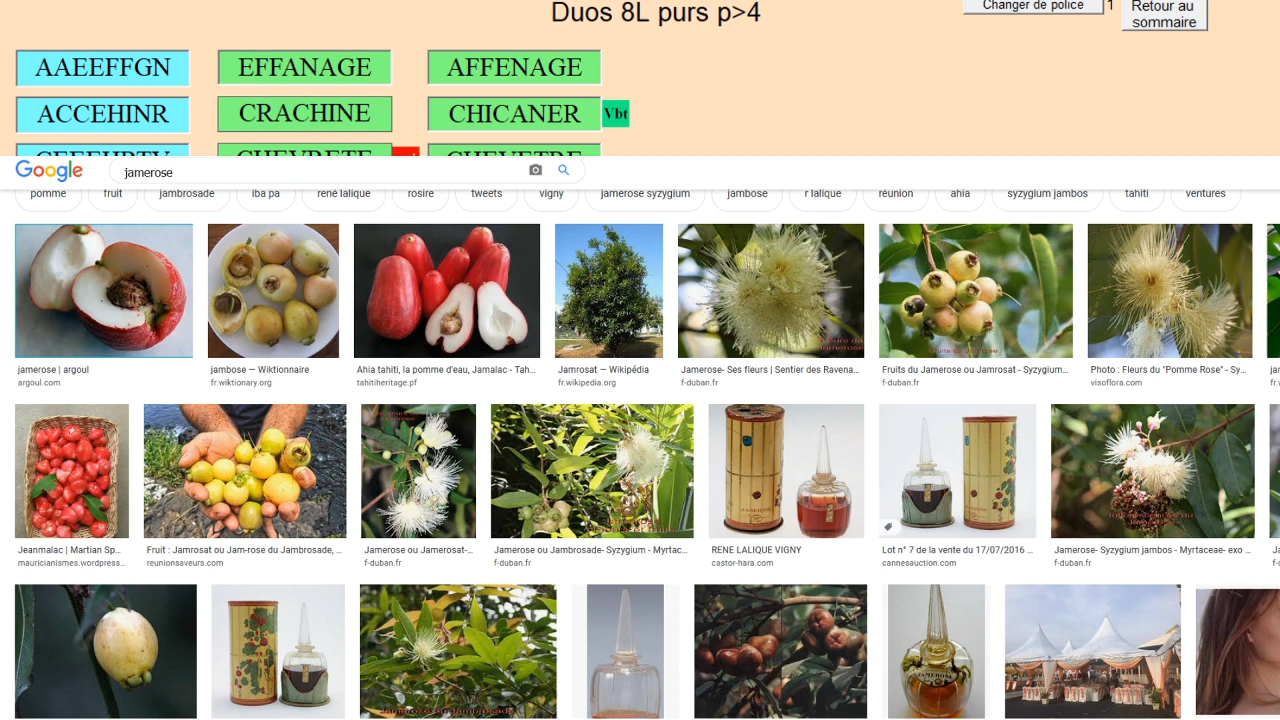 Duos 8L purs p>4
Changer de police
1
Retour au
sommaire
AAEEFFGN EFFANAGE AFFENAGE
ACCEHINR CRACHINE CHICANER Vbt
Google
jamerose
pomme fruit jambrosade iba pa rené lalique rosire tweets vigny jamerose syzygium jambose r lalique réunion ahia syzygium jambos tahiti ventures
jamerose | argoul
argoul.com
jambose — Wiktionnaire
fr.wiktionary.org
Ahia tahiti, la pomme d'eau, Jamalac - Tah...
tahitiheritage.pf
Jamrosat — Wikipédia
fr.wikipedia.org
Jamerose- Ses fleurs | Sentier des Ravena...
f-duban.fr
Fruits du Jamerose ou Jamrosat - Syzygium...
f-duban.fr
Photo : Fleurs du "Pomme Rose" - Sy...
visoflora.com
Jeanmalac | Martian Sp...
mauricianismes.wordpress...
Fruit : Jamrosat ou Jam-rose du Jambrosade, ...
reunionsaveurs.com
Jamerose ou Jamerosat-...
f-duban.fr
Jamerose ou Jambrosade- Syzygium - Myrtac...
f-duban.fr
RENE LALIQUE VIGNY
castor-hara.com
Lot n° 7 de la vente du 17/07/2016 ...
cannesauction.com
Jamerose- Syzygium jambos - Myrtaceae- exo ...
f-duban.fr
JAMEROSE